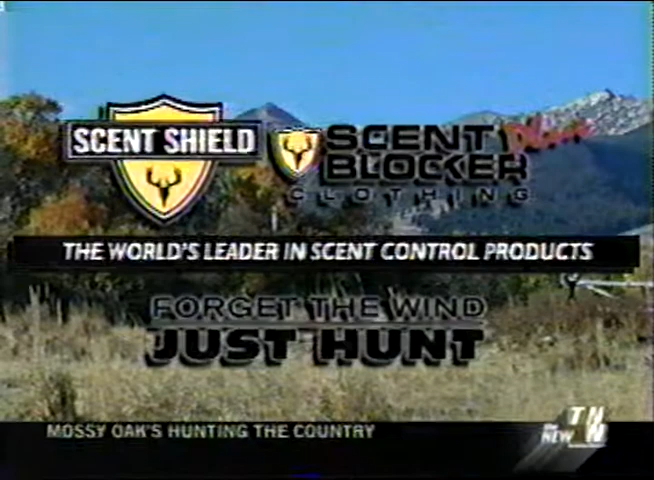 SCENT SHIELD
SCENT Plus
BLOCKER
CLOTHING
THE WORLD'S LEADER IN SCENT CONTROL PRODUCTS
FORGET THE WIND
JUST HUNT
MOSSY OAK'S HUNTING THE COUNTRY
the NEW TNN